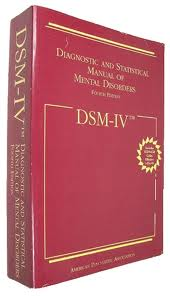 DIAGNOSTIC AND STATISTICAL
MANUAL OF
MENTAL DISORDERS
FOURTH EDITION
DSM-IV™
AMERICAN PSYCHIATRIC ASSOCIATION
DSM-IV™
DIAGNOSTIC AND STATISTICAL
MANUAL OF MENTAL DISORDERS
FOURTH EDITION